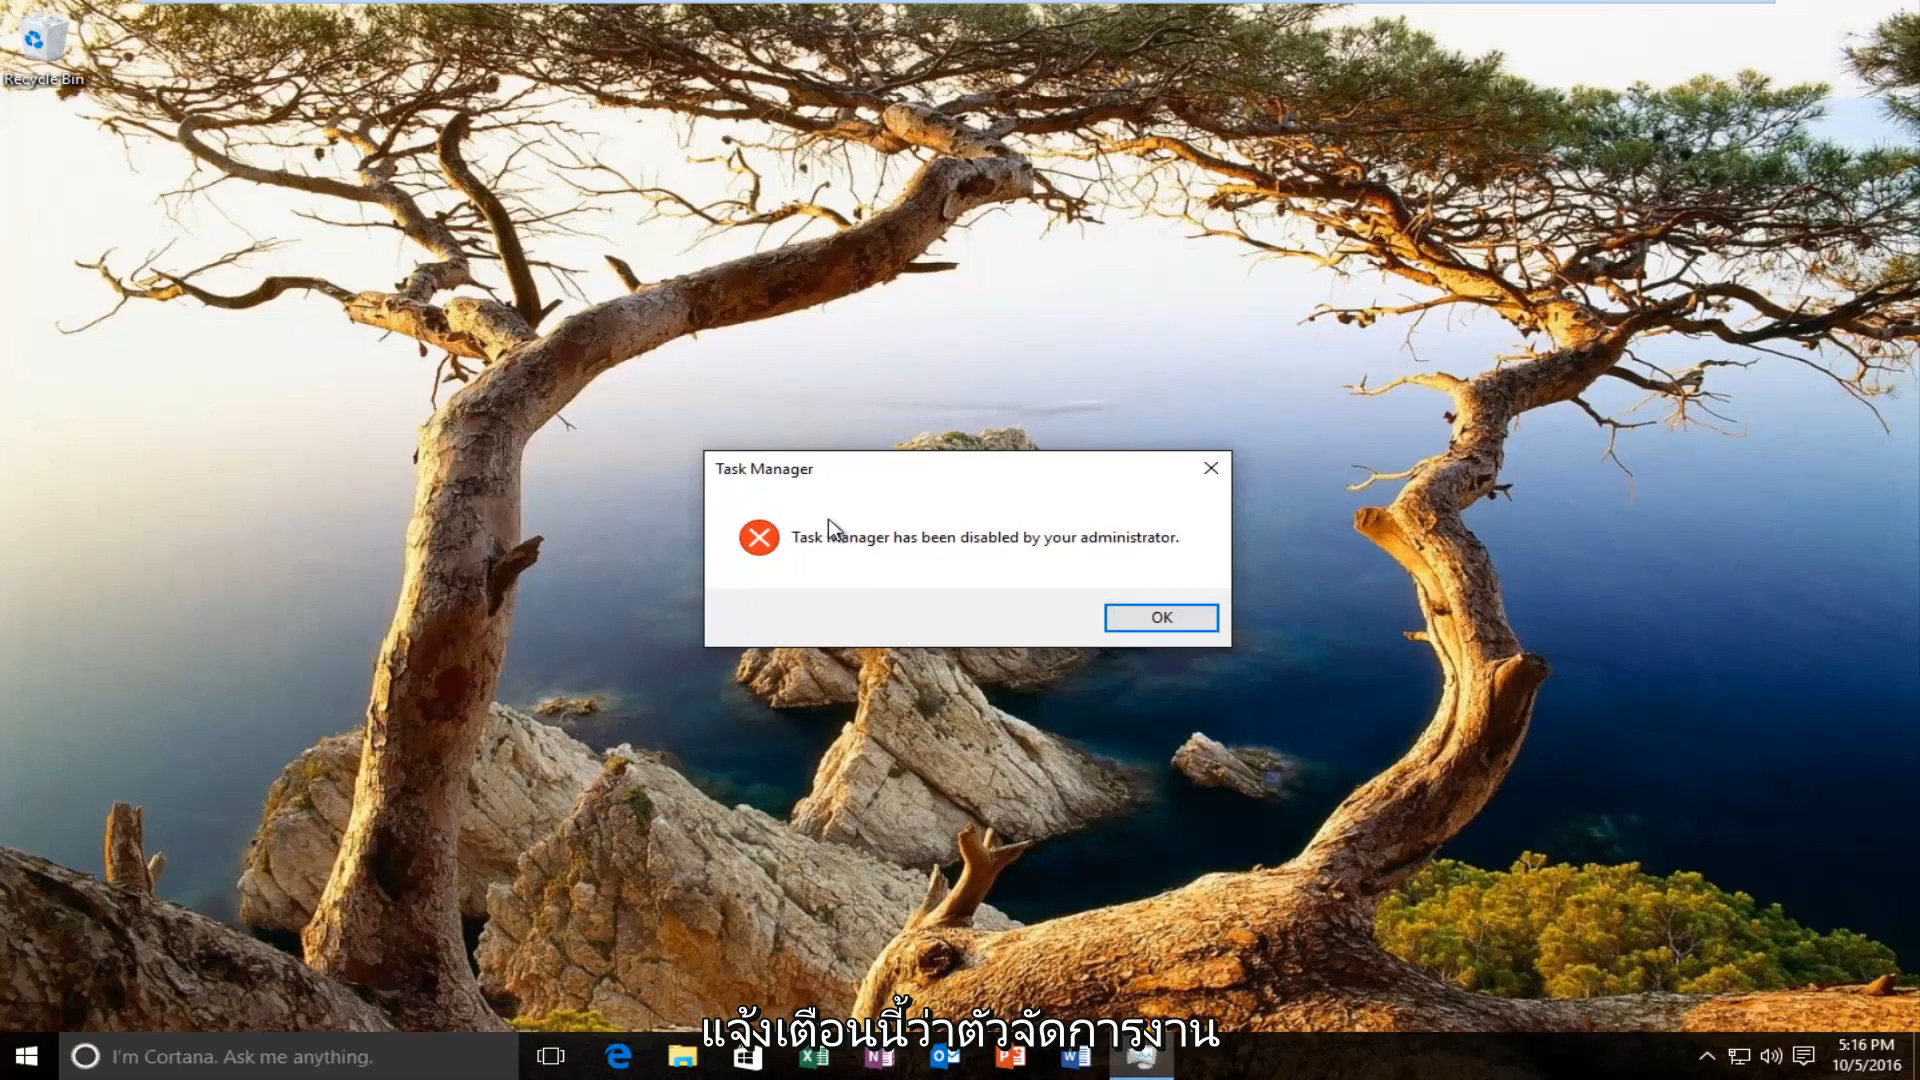 Recycle Bin
Task Manager
Task Manager has been disabled by your administrator.
OK
แจ้งเตือนนี้ว่าตัวจัดการงาน
I'm Cortana. Ask me anything.
5:16 PM
10/5/2016